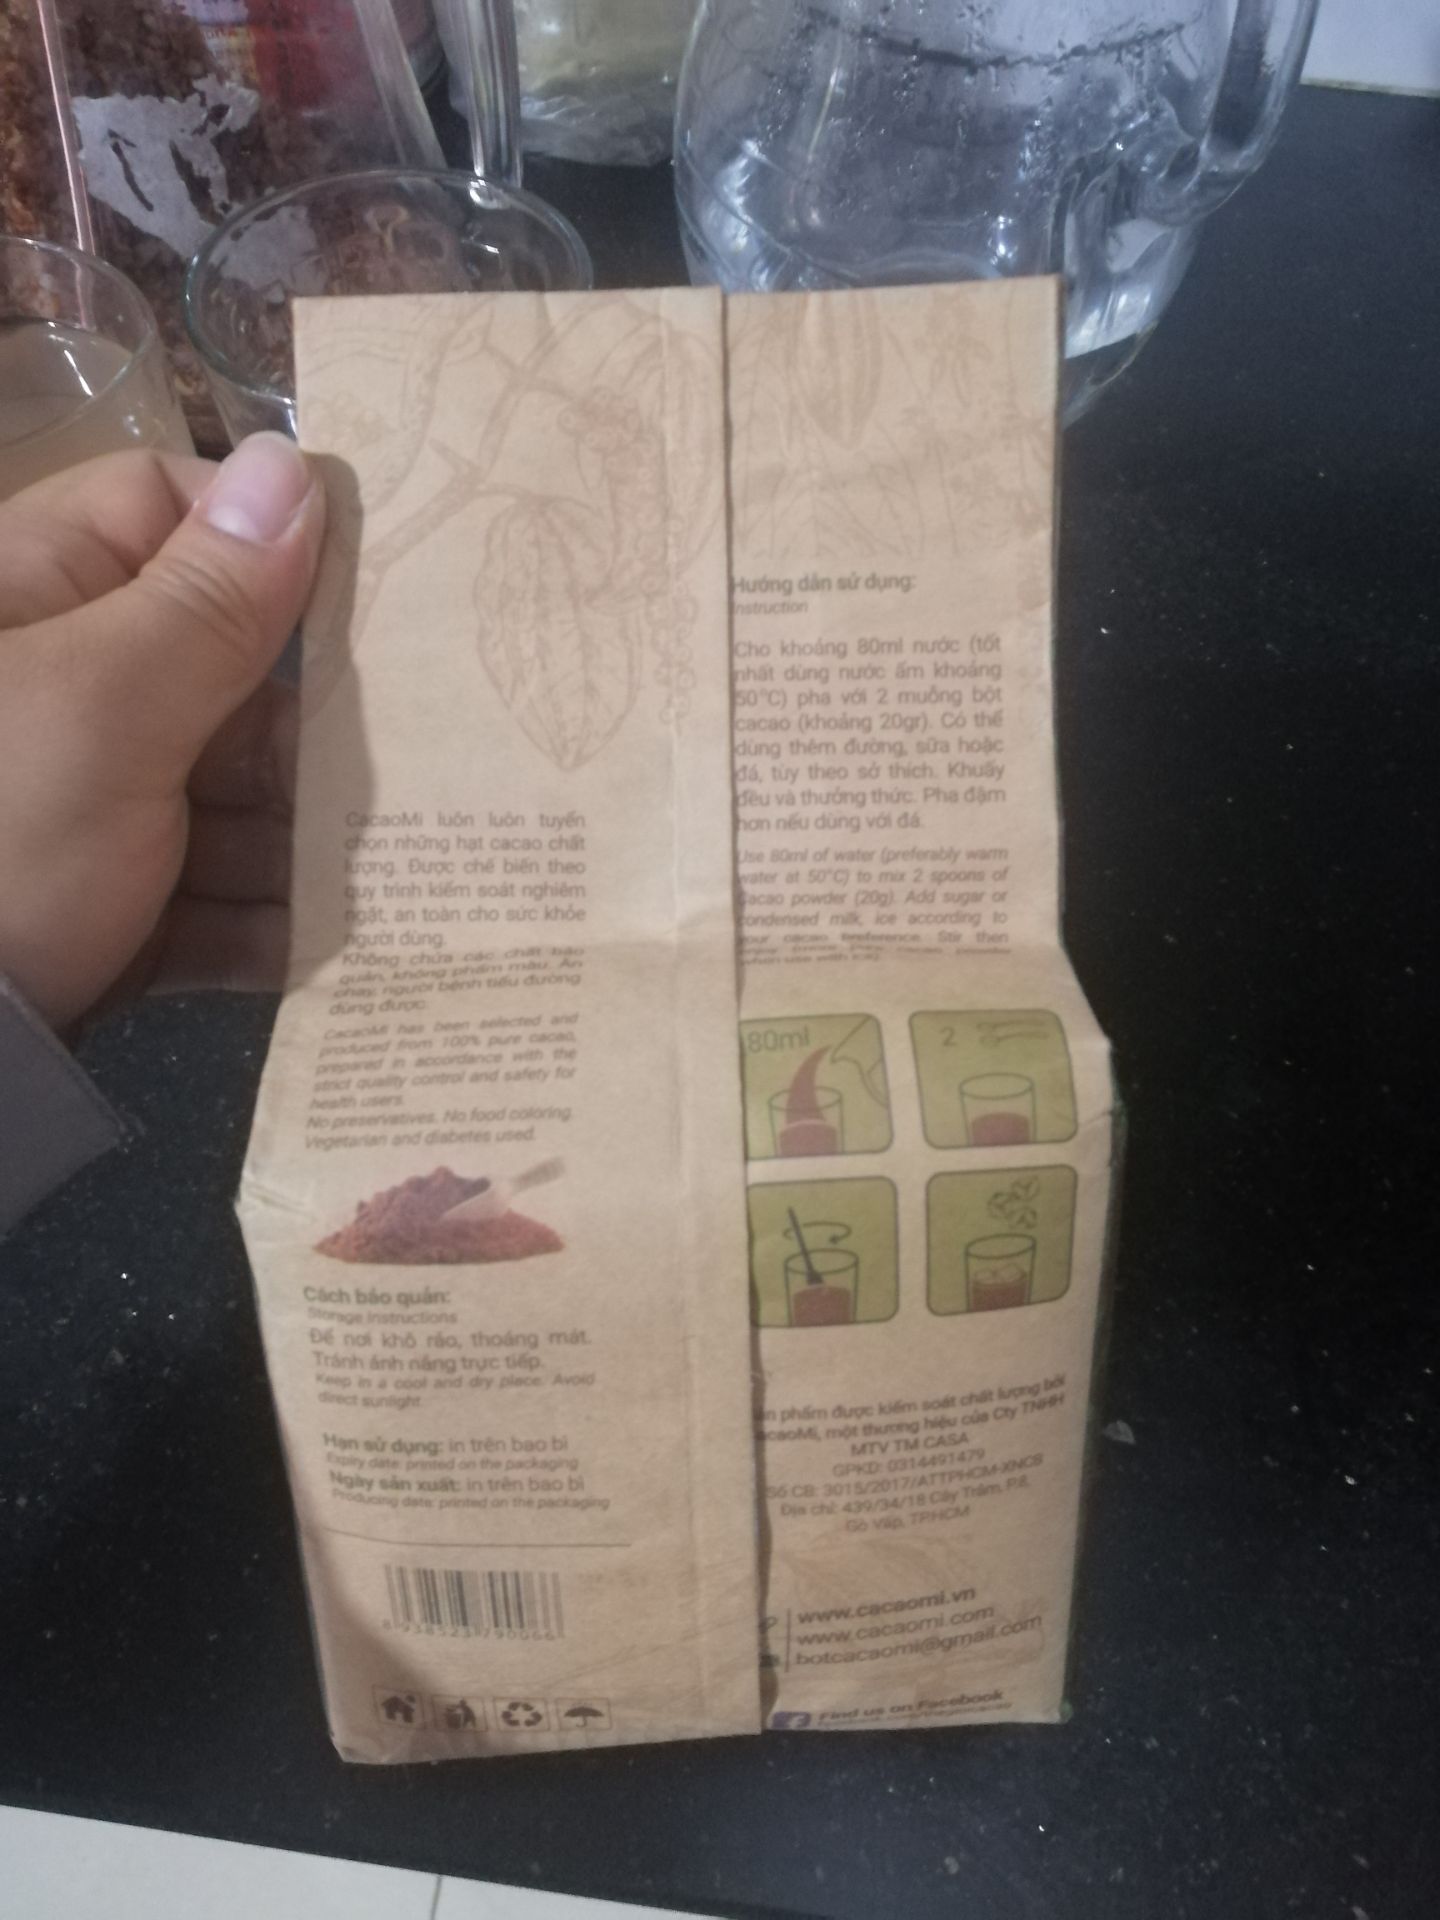 CacaoMi luôn luôn tuyển
chọn những hạt cacao chất
lượng. Được chế biến theo
quy trình kiểm soát nghiêm
ngặt, an toàn cho sức khỏe
người dùng.
Không chứa các chất bảo
quản, không phẩm màu. Ăn
chay, người bệnh tiểu đường
dùng được.
CacaoMi has been selected and
produced from 100% pure cacao,
prepared in accordance with the
strict quality control and safety for
health users.
No preservatives. No food coloring.
Vegetarian and diabetes used.
Cách bảo quản:
Storage instructions
Để nơi khô ráo, thoáng mát.
Tránh ánh nắng trực tiếp.
Keep in a cool and dry place. Avoid
direct sunlight
Hạn sử dụng: in trên bao bì
Expiry date: printed on the packaging
Ngày sản xuất: in trên bao bì
Producing date: printed on the packaging
8 938523 790066
Hướng dẫn sử dụng:
Instruction
Cho khoảng 80ml nước (tốt
nhất dùng nước ấm khoảng
50°C) pha với 2 muỗng bột
cacao (khoảng 20gr). Có thể
dùng thêm đường, sữa hoặc
đá, tùy theo sở thích. Khuấy
đều và thưởng thức. Pha đậm
hơn nếu dùng với đá.
Use 80ml of water (preferably warm
water at 50°C) to mix 2 spoons of
Cacao powder (20g). Add sugar or
condensed milk, ice according to
your cacao preference. Stir then
when use with ice).
80ml
2
ản phẩm được kiểm soát chất lượng bởi
acaoMi, một thương hiệu của Cty TNHH
MTV TM CASA
GPKD: 0314491479
Số CB: 3015/2017/ATTPHCM-XNCB
Địa chỉ: 439/34/18 Cây Trâm, P.8,
Gò Vấp, TPHCM
www.cacaomi.vn
www.cacaomi.com
botcacaomi@gmail.com
Find us on Facebook